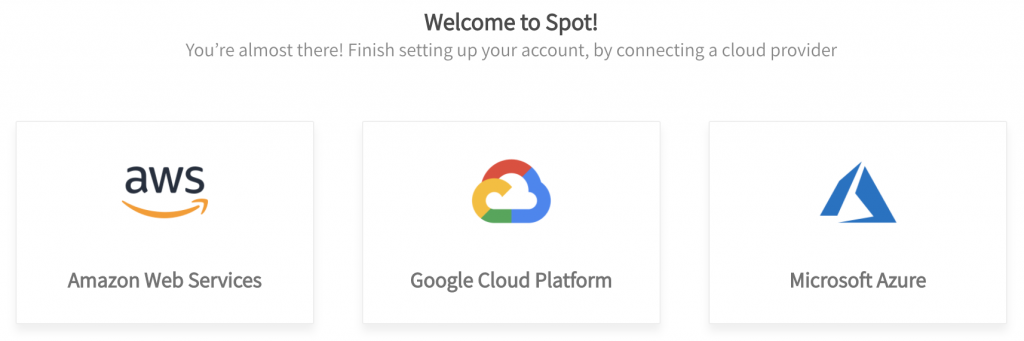 Welcome to Spot!
You're almost there! Finish setting up your account, by connecting a cloud provider
aws
Amazon Web Services
Google Cloud Platform
Microsoft Azure